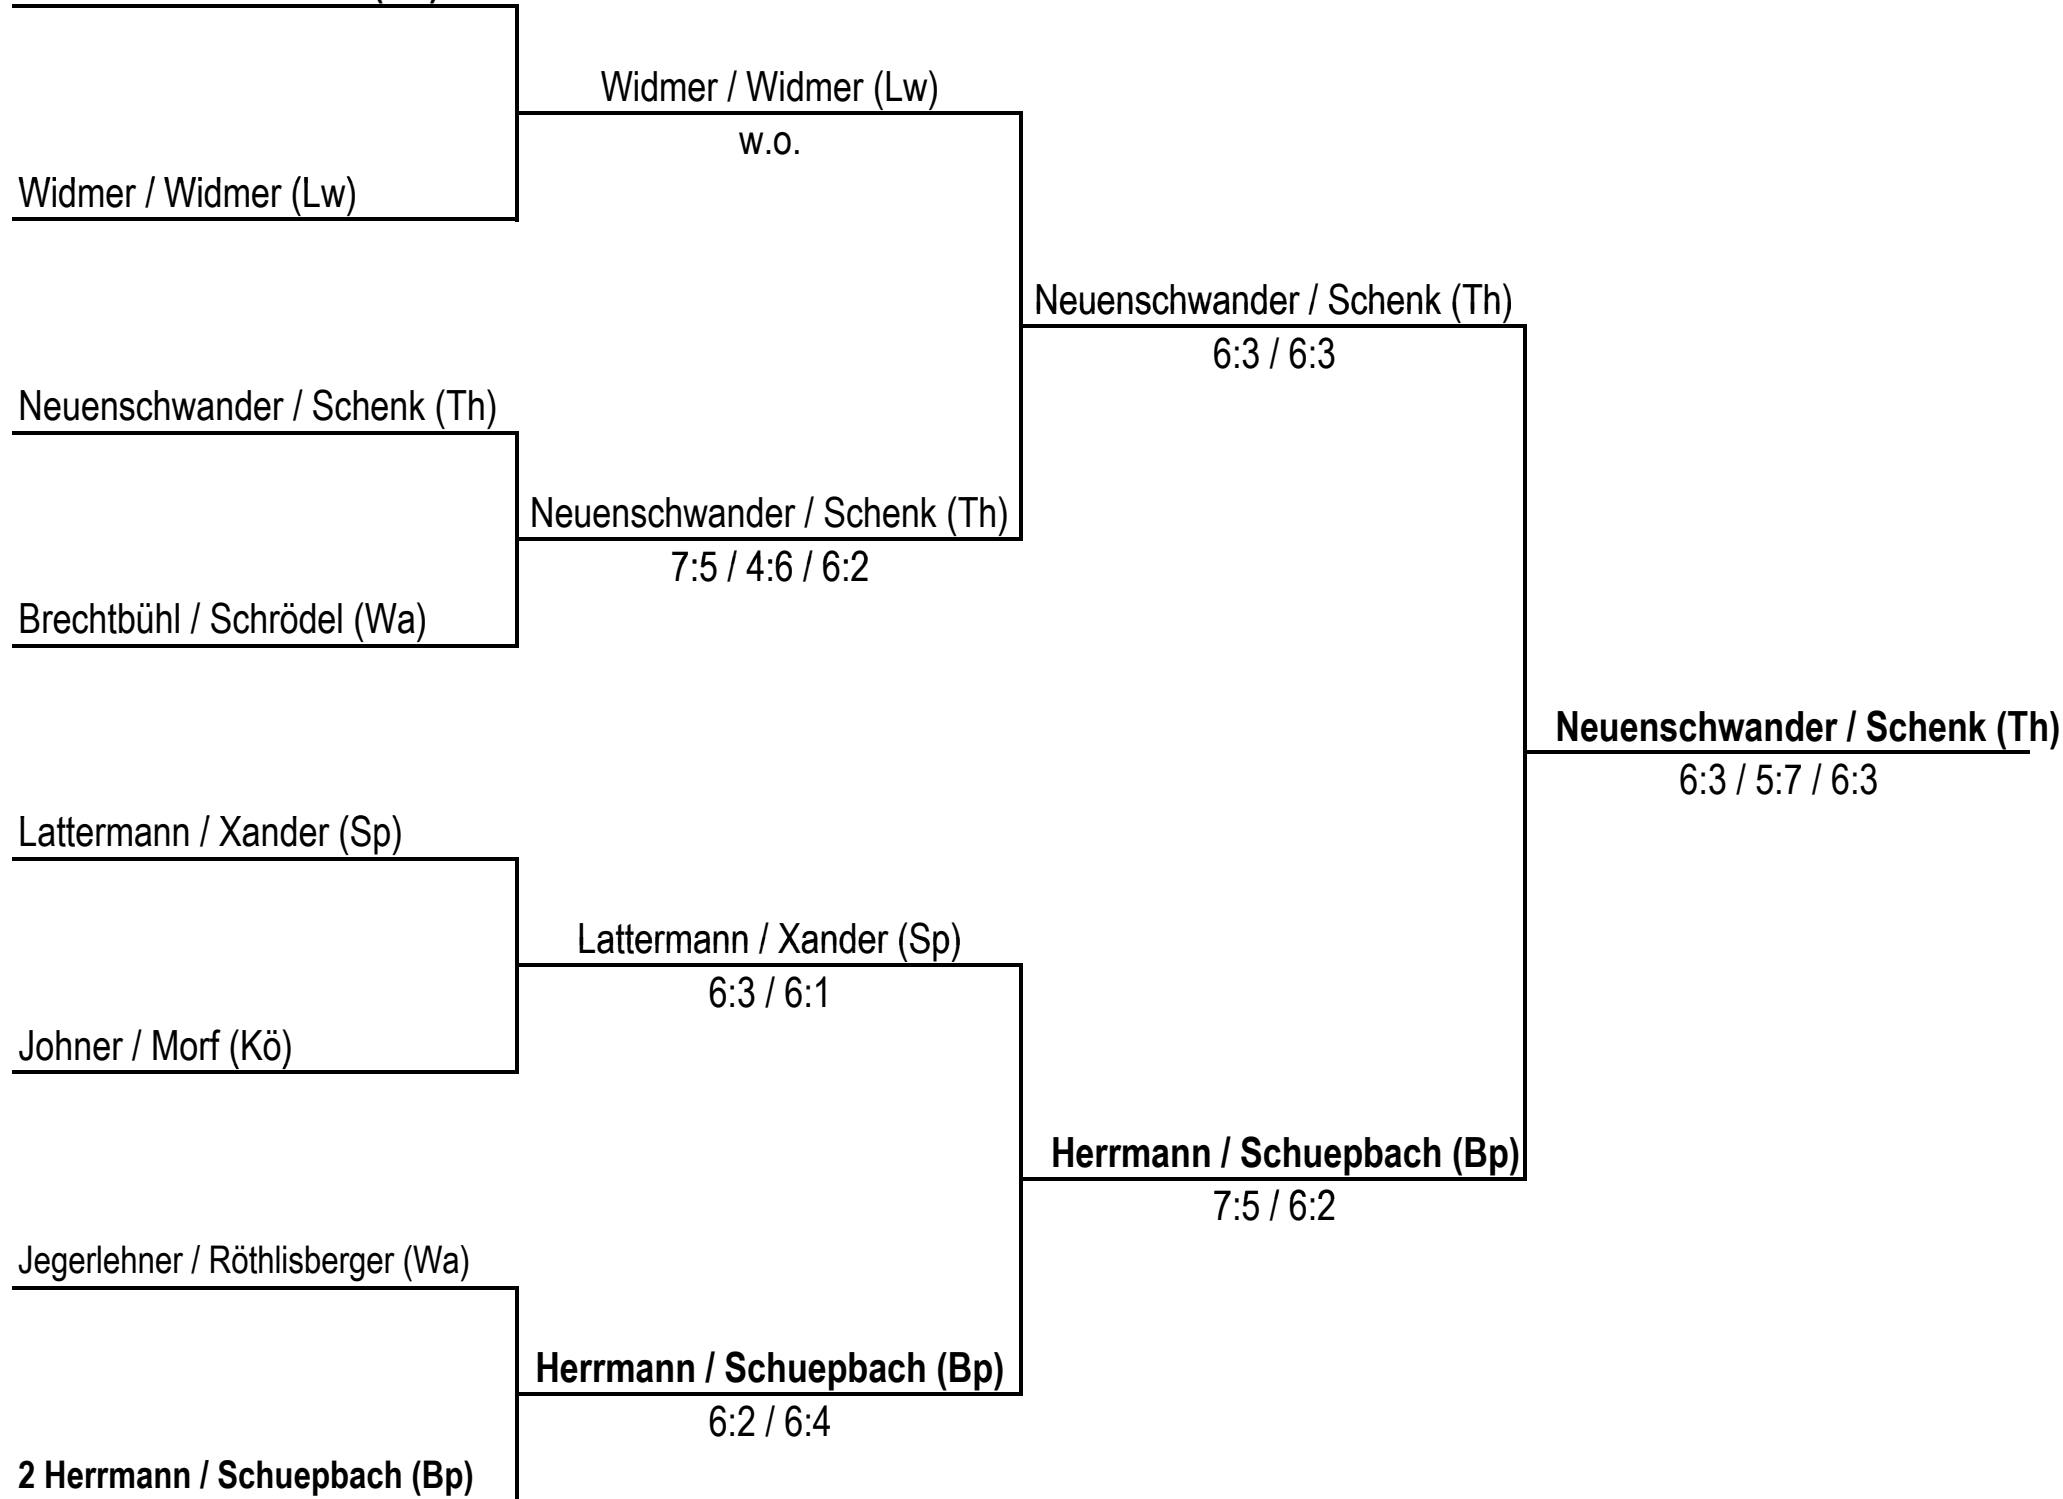 Widmer / Widmer (Lw)
w.o.
Widmer / Widmer (Lw)
Neuenschwander / Schenk (Th)
6:3 / 6:3
Neuenschwander / Schenk (Th)
Neuenschwander / Schenk (Th)
7:5 / 4:6 / 6:2
Brechtbühl / Schrödel (Wa)
Neuenschwander / Schenk (Th)
6:3 / 5:7 / 6:3
Lattermann / Xander (Sp)
Lattermann / Xander (Sp)
6:3 / 6:1
Johner / Morf (Kö)
Herrmann / Schuepbach (Bp)
7:5 / 6:2
Jegerlehner / Röthlisberger (Wa)
Herrmann / Schuepbach (Bp)
6:2 / 6:4
2 Herrmann / Schuepbach (Bp)